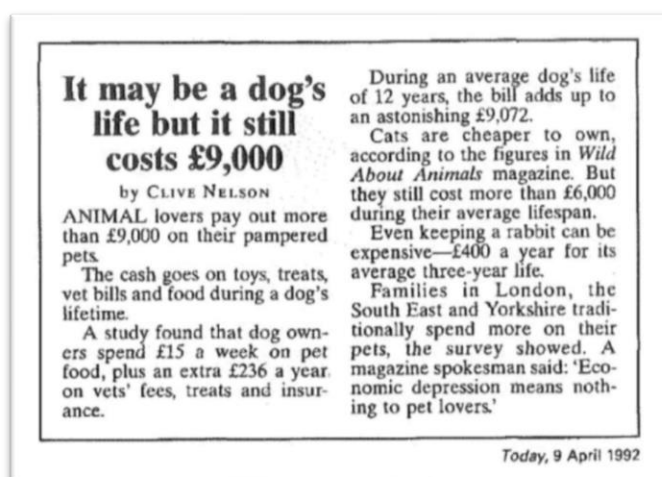 It may be a dog's
life but it still
costs £9,000
by CLIVE NELSON
ANIMAL lovers pay out more
than £9,000 on their pampered
pets.
The cash goes on toys, treats,
vet bills and food during a dog's
lifetime.
A study found that dog own-
ers spend £15 a week on pet
food, plus an extra £236 a year
on vets' fees, treats and insur-
ance.
During an average dog's life
of 12 years, the bill adds up to
an astonishing £9,072.
Cats are cheaper to own,
according to the figures in Wild
About Animals magazine. But
they still cost more than £6,000
during their average lifespan.
Even keeping a rabbit can be
expensive—£400 a year for its
average three-year life.
Families in London, the
South East and Yorkshire tradi-
tionally spend more on their
pets, the survey showed. A
magazine spokesman said: 'Eco-
nomic depression means noth-
ing to pet lovers.'
Today, 9 April 1992